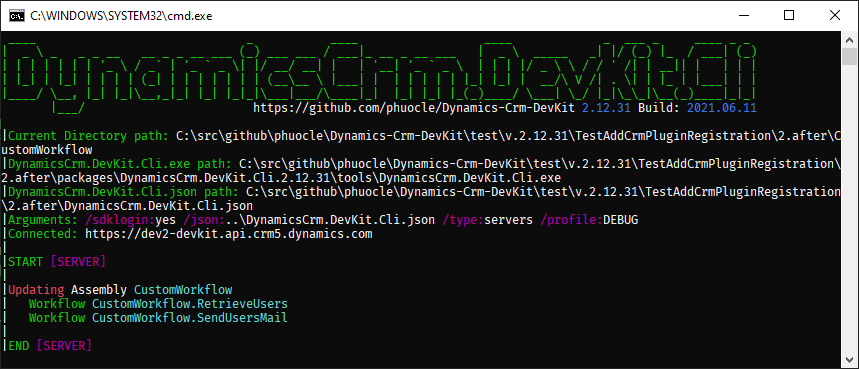 C:\WINDOWS\SYSTEM32\cmd.exe
DynamicsCrm.DevKit.Cli
https://github.com/phuocle/Dynamics-Crm-DevKit 2.12.31 Build: 2021.06.11
|Current Directory path: C:\src\github\phuocle\Dynamics-Crm-DevKit\test\v.2.12.31\TestAddCrmPluginRegistration\2.after\C
ustomWorkflow
|DynamicsCrm.DevKit.Cli.exe path: C:\src\github\phuocle\Dynamics-Crm-DevKit\test\v.2.12.31\TestAddCrmPluginRegistration\
2.after\packages\DynamicsCrm.DevKit.Cli.2.12.31\tools\DynamicsCrm.DevKit.Cli.exe
|DynamicsCrm.DevKit.Cli.json path: C:\src\github\phuocle\Dynamics-Crm-DevKit\test\v.2.12.31\TestAddCrmPluginRegistration
\2.after\DynamicsCrm.DevKit.Cli.json
|Arguments: /sdklogin:yes /json:..\DynamicsCrm.DevKit.Cli.json /type:servers /profile:DEBUG
|Connected: https://dev2-devkit.api.crm5.dynamics.com
|
|START [SERVER]
|
|Updating Assembly CustomWorkflow
|   Workflow CustomWorkflow.RetrieveUsers
|   Workflow CustomWorkflow.SendUsersMail
|
|END [SERVER]